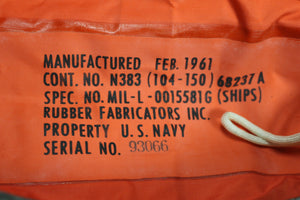 MANUFACTURED FEB. 1961
CONT. NO. N383 (104-150) 68237A
SPEC. NO. MIL-L-0015581G (SHIPS)
RUBBER FABRICATORS INC.
PROPERTY U.S. NAVY
SERIAL NO. 93066